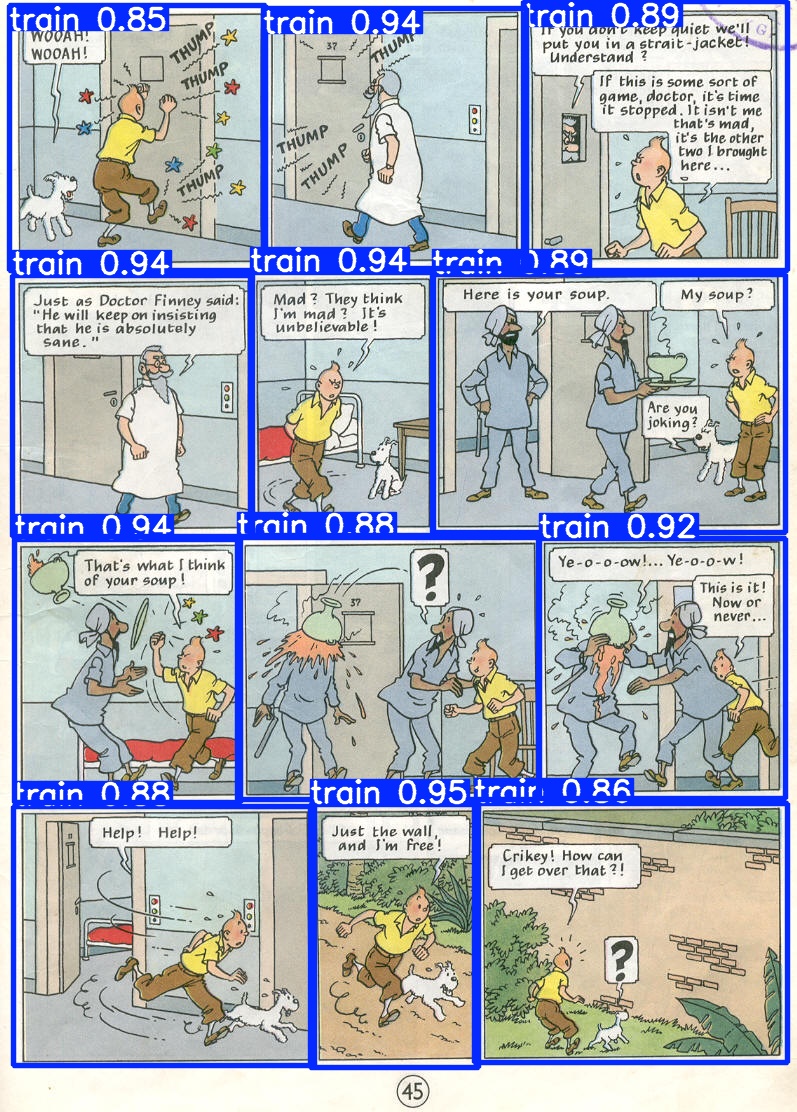 train 0.85
WOOAH!
WOOAH!
THUMP
THUMP
THUMP
train 0.94
37
THUMP
THUMP
THUMP
train 0.89
If you don't keep quiet we'll
put you in a strait-jacket!
Understand ?
If this is some sort of
game, doctor, it's time
it stopped. It isn't me
that's mad,
it's the other
two I brought
here...
G
train 0.94
Just as Doctor Finney said:
"He will keep on insisting
that he is absolutely
sane."
train 0.94
Mad? They think
I'm mad? It's
unbelievable!
train 0.89
Here is your soup.
My soup?
Are you
joking?
train 0.94
That's what I think
of your soup!
train 0.88
?
37
train 0.92
Ye-o-o-ow!... Ye-o-o-w!
This is it!
Now or
never...
train 0.88
Help! Help!
train 0.95
Just the wall,
and I'm free!
train 0.86
Crikey! How can
I get over that?!
?
45